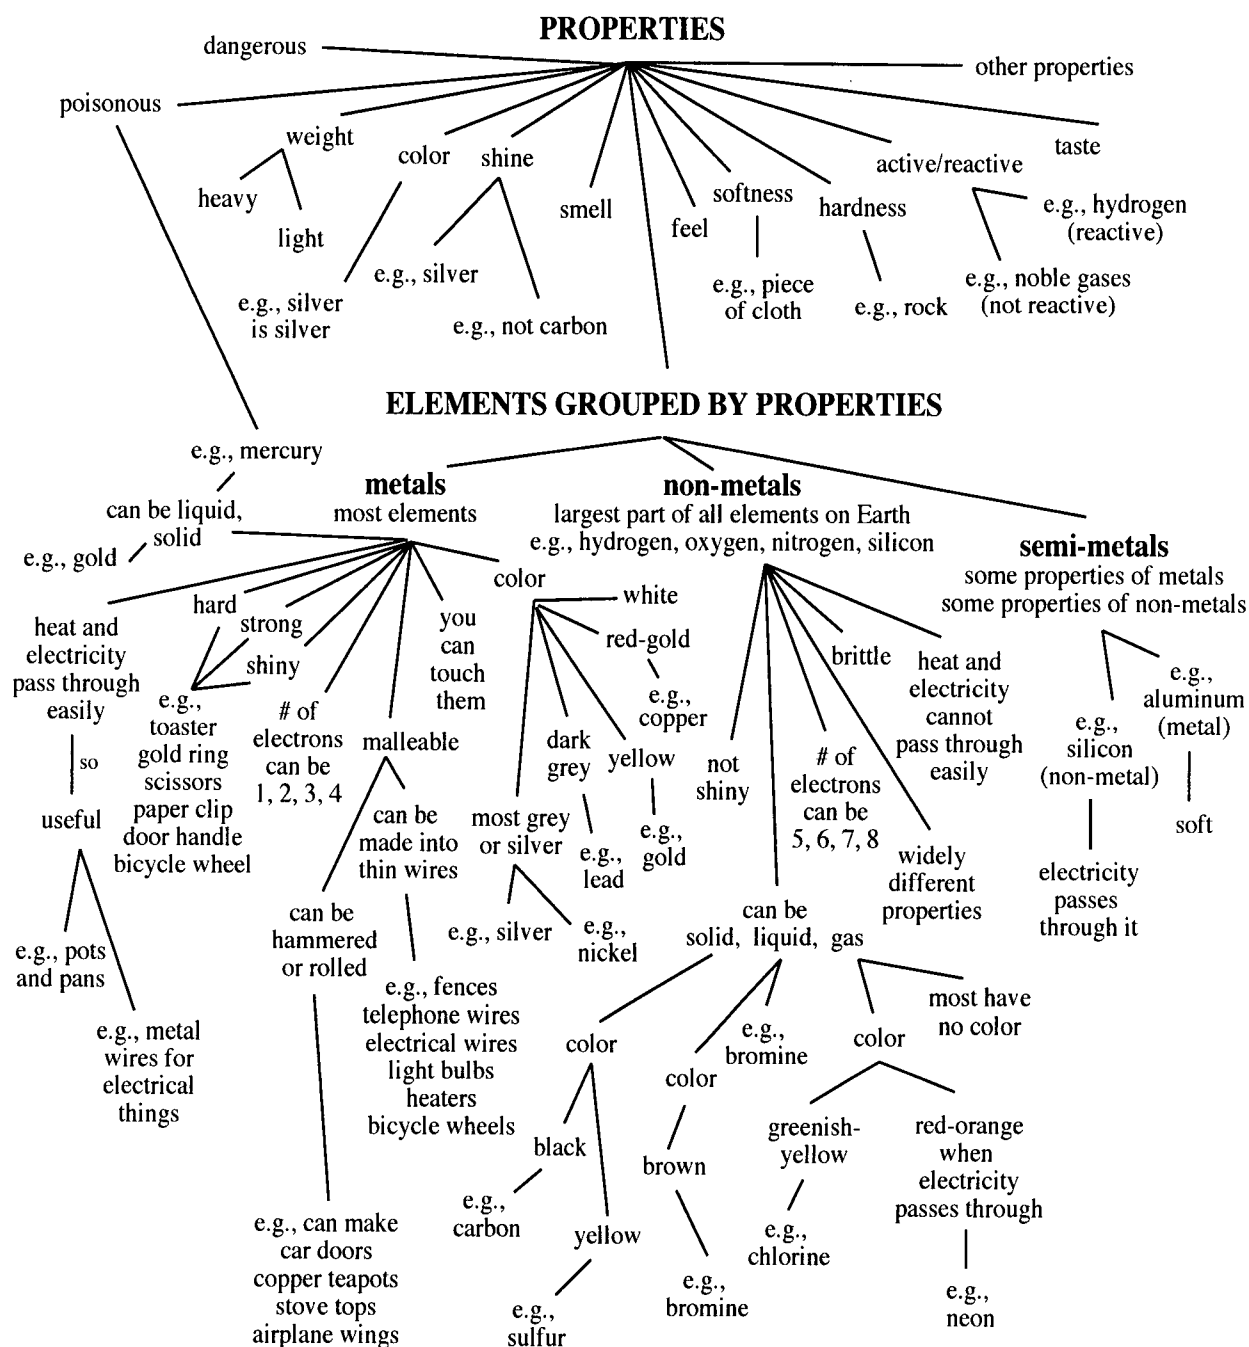 PROPERTIES
dangerous
other properties
poisonous
weight
color
shine
smell
feel
softness
hardness
active/reactive
taste
heavy
light
e.g., silver
is silver
e.g., silver
e.g., not carbon
e.g., piece
of cloth
e.g., rock
e.g., hydrogen
(reactive)
e.g., noble gases
(not reactive)
ELEMENTS GROUPED BY PROPERTIES
e.g., mercury
can be liquid,
solid
e.g., gold
metals
most elements
non-metals
largest part of all elements on Earth
e.g., hydrogen, oxygen, nitrogen, silicon
semi-metals
some properties of metals
some properties of non-metals
heat and
electricity
pass through
easily
so
useful
e.g., pots
and pans
e.g., metal
wires for
electrical
things
hard
strong
shiny
e.g.,
toaster
gold ring
scissors
paper clip
door handle
bicycle wheel
# of
electrons
can be
1, 2, 3, 4
malleable
can be
hammered
or rolled
e.g., can make
car doors
copper teapots
stove tops
airplane wings
can be
made into
thin wires
e.g., fences
telephone wires
electrical wires
light bulbs
heaters
bicycle wheels
you
can
touch
them
color
white
red-gold
e.g.,
copper
yellow
e.g.,
gold
dark
grey
e.g.,
lead
most grey
or silver
e.g., silver
e.g.,
nickel
not
shiny
can be
solid, liquid, gas
color
black
e.g.,
carbon
yellow
e.g.,
sulfur
color
brown
e.g.,
bromine
e.g.,
bromine
color
greenish-
yellow
e.g.,
chlorine
red-orange
when
electricity
passes through
e.g.,
neon
most have
no color
# of
electrons
can be
5, 6, 7, 8
widely
different
properties
brittle
heat and
electricity
cannot
pass through
easily
e.g.,
silicon
(non-metal)
electricity
passes
through it
e.g.,
aluminum
(metal)
soft